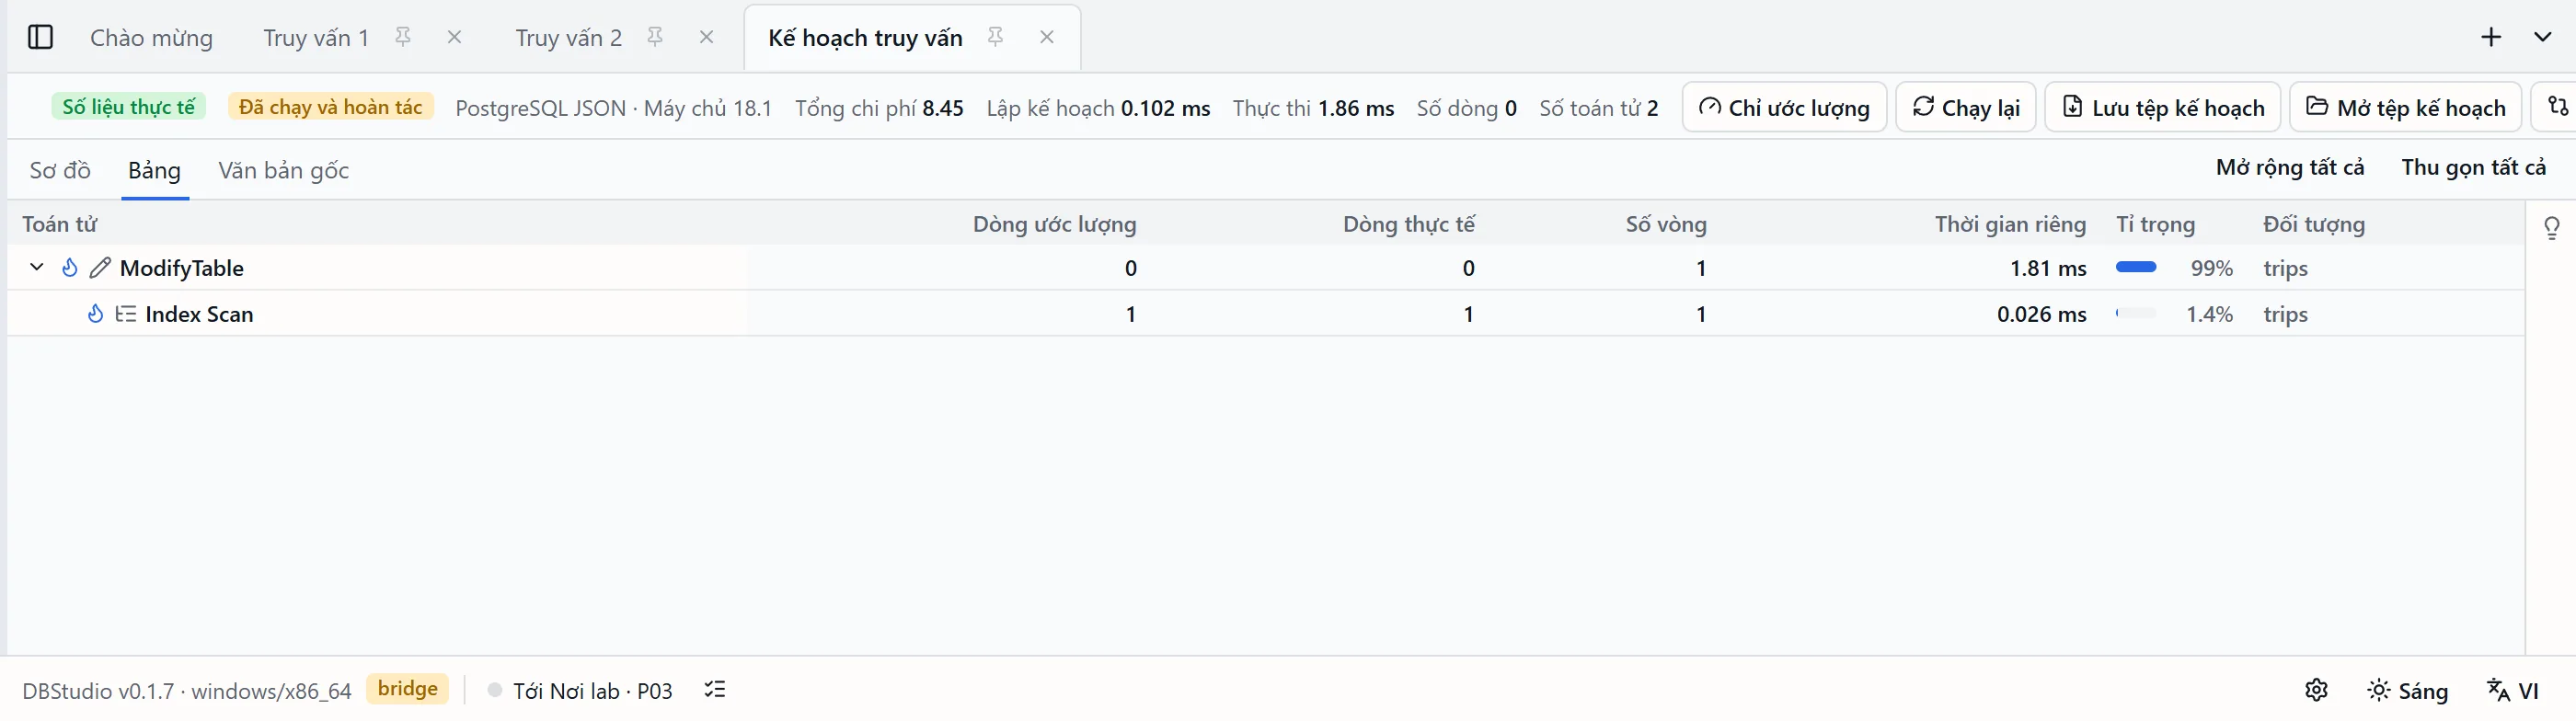 Chào mừng Truy vấn 1 Truy vấn 2 Kế hoạch truy vấn
Số liệu thực tế Đã chạy và hoàn tác PostgreSQL JSON · Máy chủ 18.1 Tổng chi phí 8.45 Lập kế hoạch 0.102 ms Thực thi 1.86 ms Số dòng 0 Số toán tử 2 Chỉ ước lượng Chạy lại Lưu tệp kế hoạch Mở tệp kế hoạch
Sơ đồ Bảng Văn bản gốc Mở rộng tất cả Thu gọn tất cả
Toán tử Dòng ước lượng Dòng thực tế Số vòng Thời gian riêng Tỉ trọng Đối tượng
ModifyTable 0 0 1 1.81 ms 99% trips
Index Scan 1 1 1 0.026 ms 1.4% trips
DBStudio v0.1.7 · windows/x86_64 bridge Tới Nơi lab · P03 Sáng VI